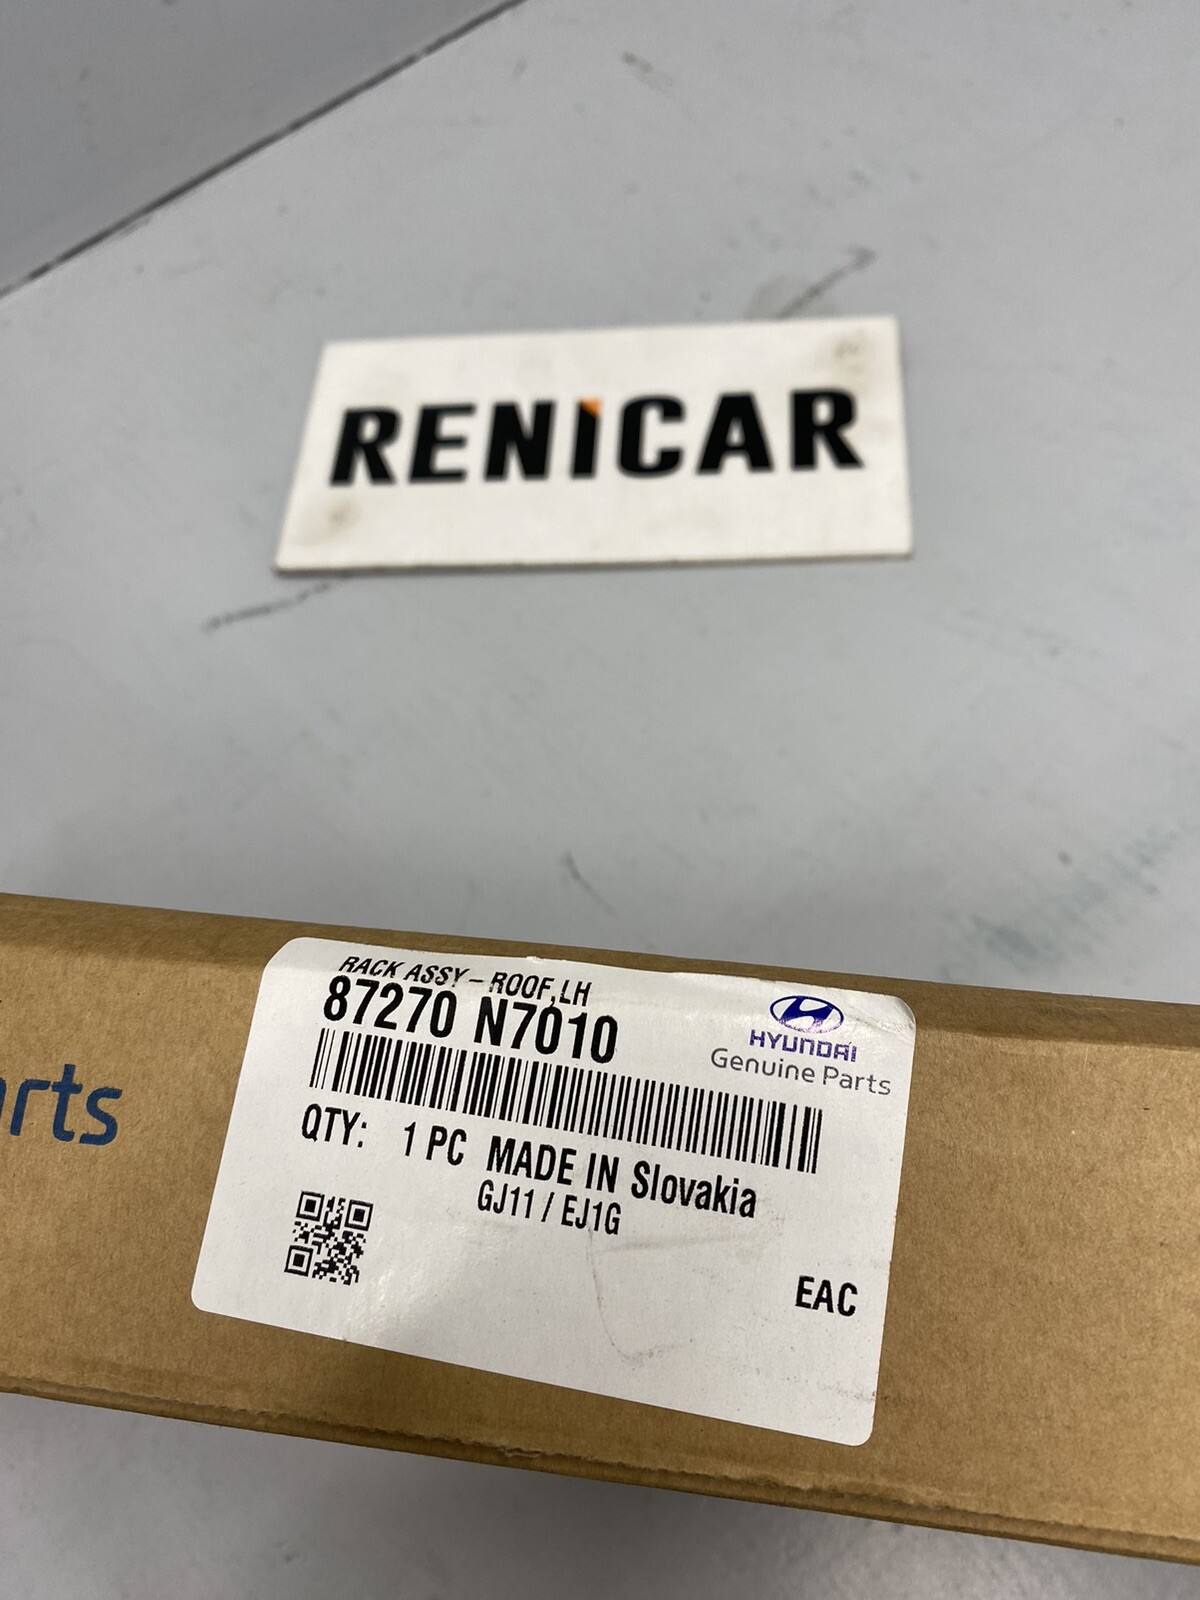 RENICAR
RACK ASSY - ROOF,LH
87270 N7010
HYUNDAI
Genuine Parts
arts
QTY: 1 PC MADE IN Slovakia
GJ11 / EJ1G
EAC